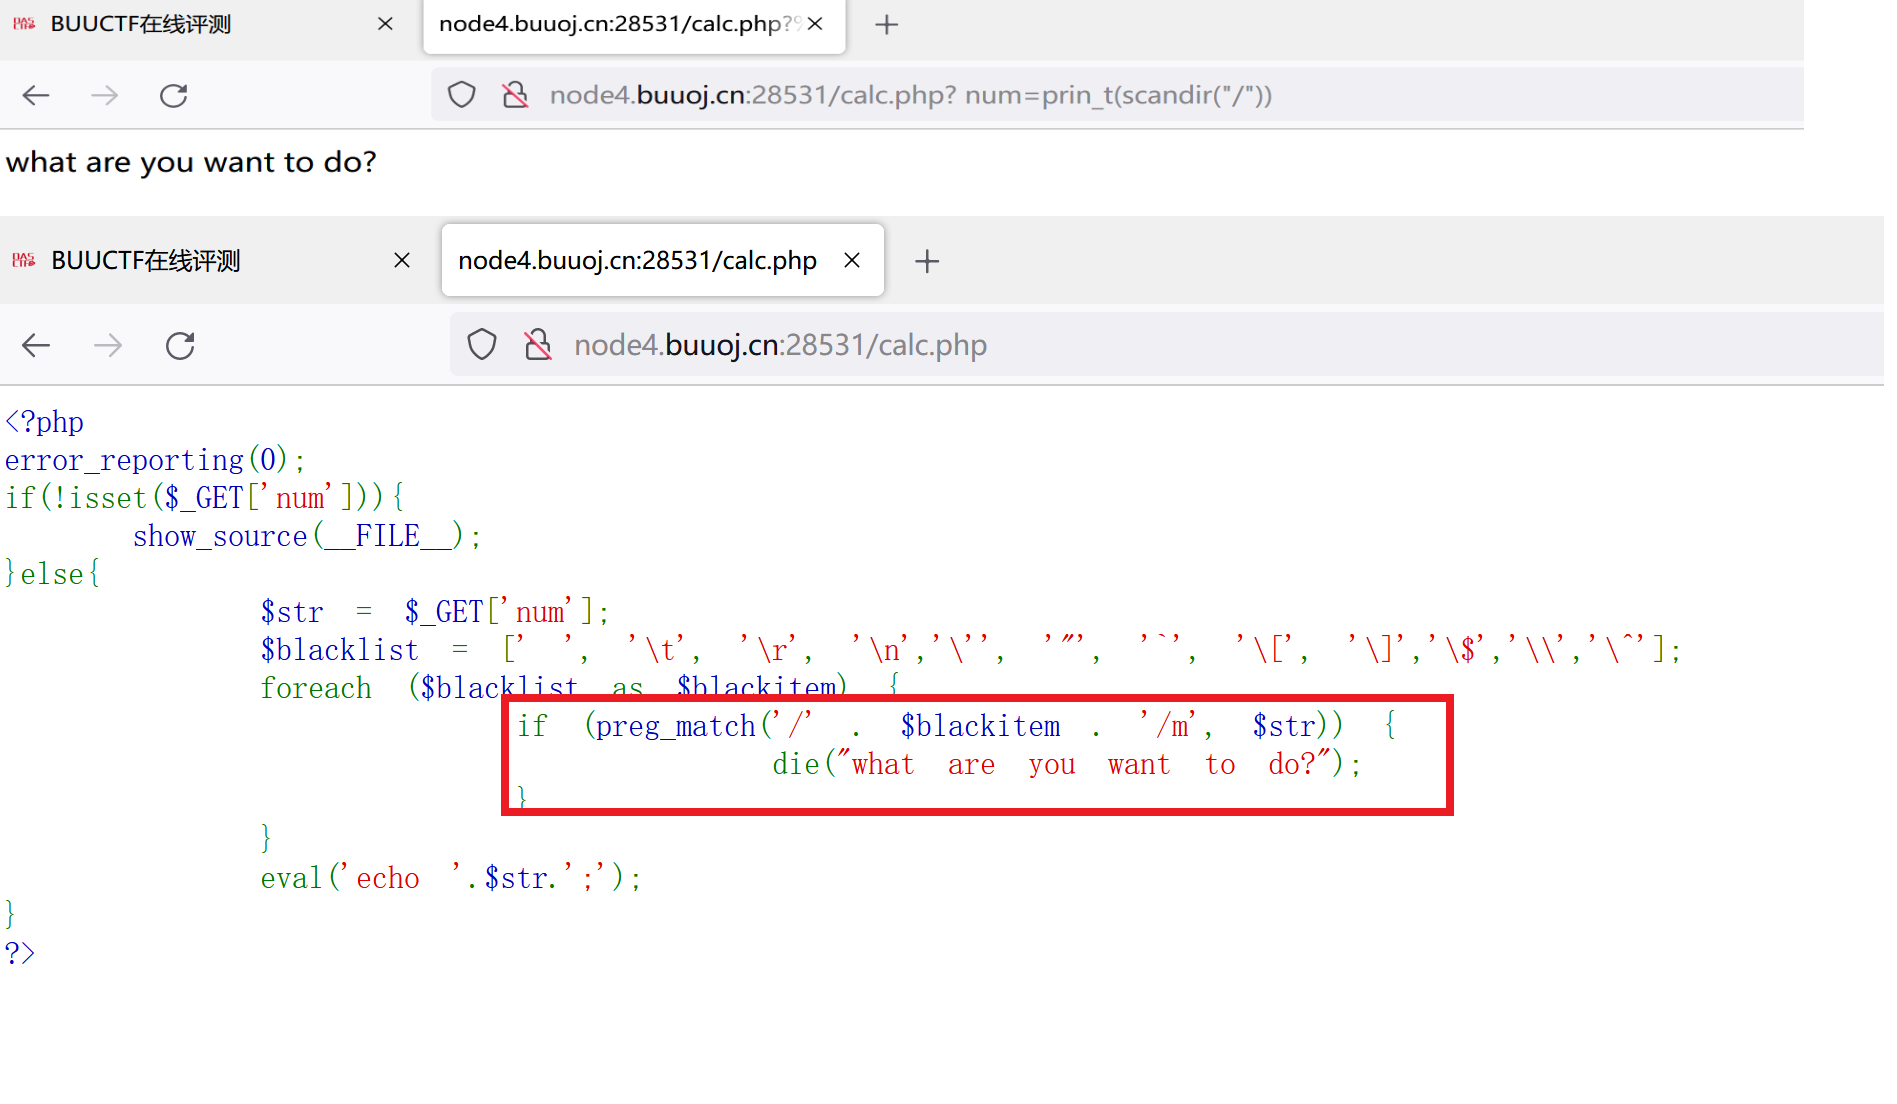 BUUCTF在线评测 node4.buuoj.cn:28531/calc.php?
node4.buuoj.cn:28531/calc.php? num=prin_t(scandir("/"))
what are you want to do?
BUUCTF在线评测 node4.buuoj.cn:28531/calc.php
node4.buuoj.cn:28531/calc.php
<?php
error_reporting(0);
if(!isset($_GET['num'])){
show_source(__FILE__);
}else{
$str = $_GET['num'];
$blacklist = [' ', '\t', '\r', '\n','\'', '"', '`', '\[', '\]','\$','\\','\^'];
foreach ($blacklist as $blackitem) {
if (preg_match('/' . $blackitem . '/m', $str)) {
die("what are you want to do?");
}
}
eval('echo '.$str.';');
}
?>